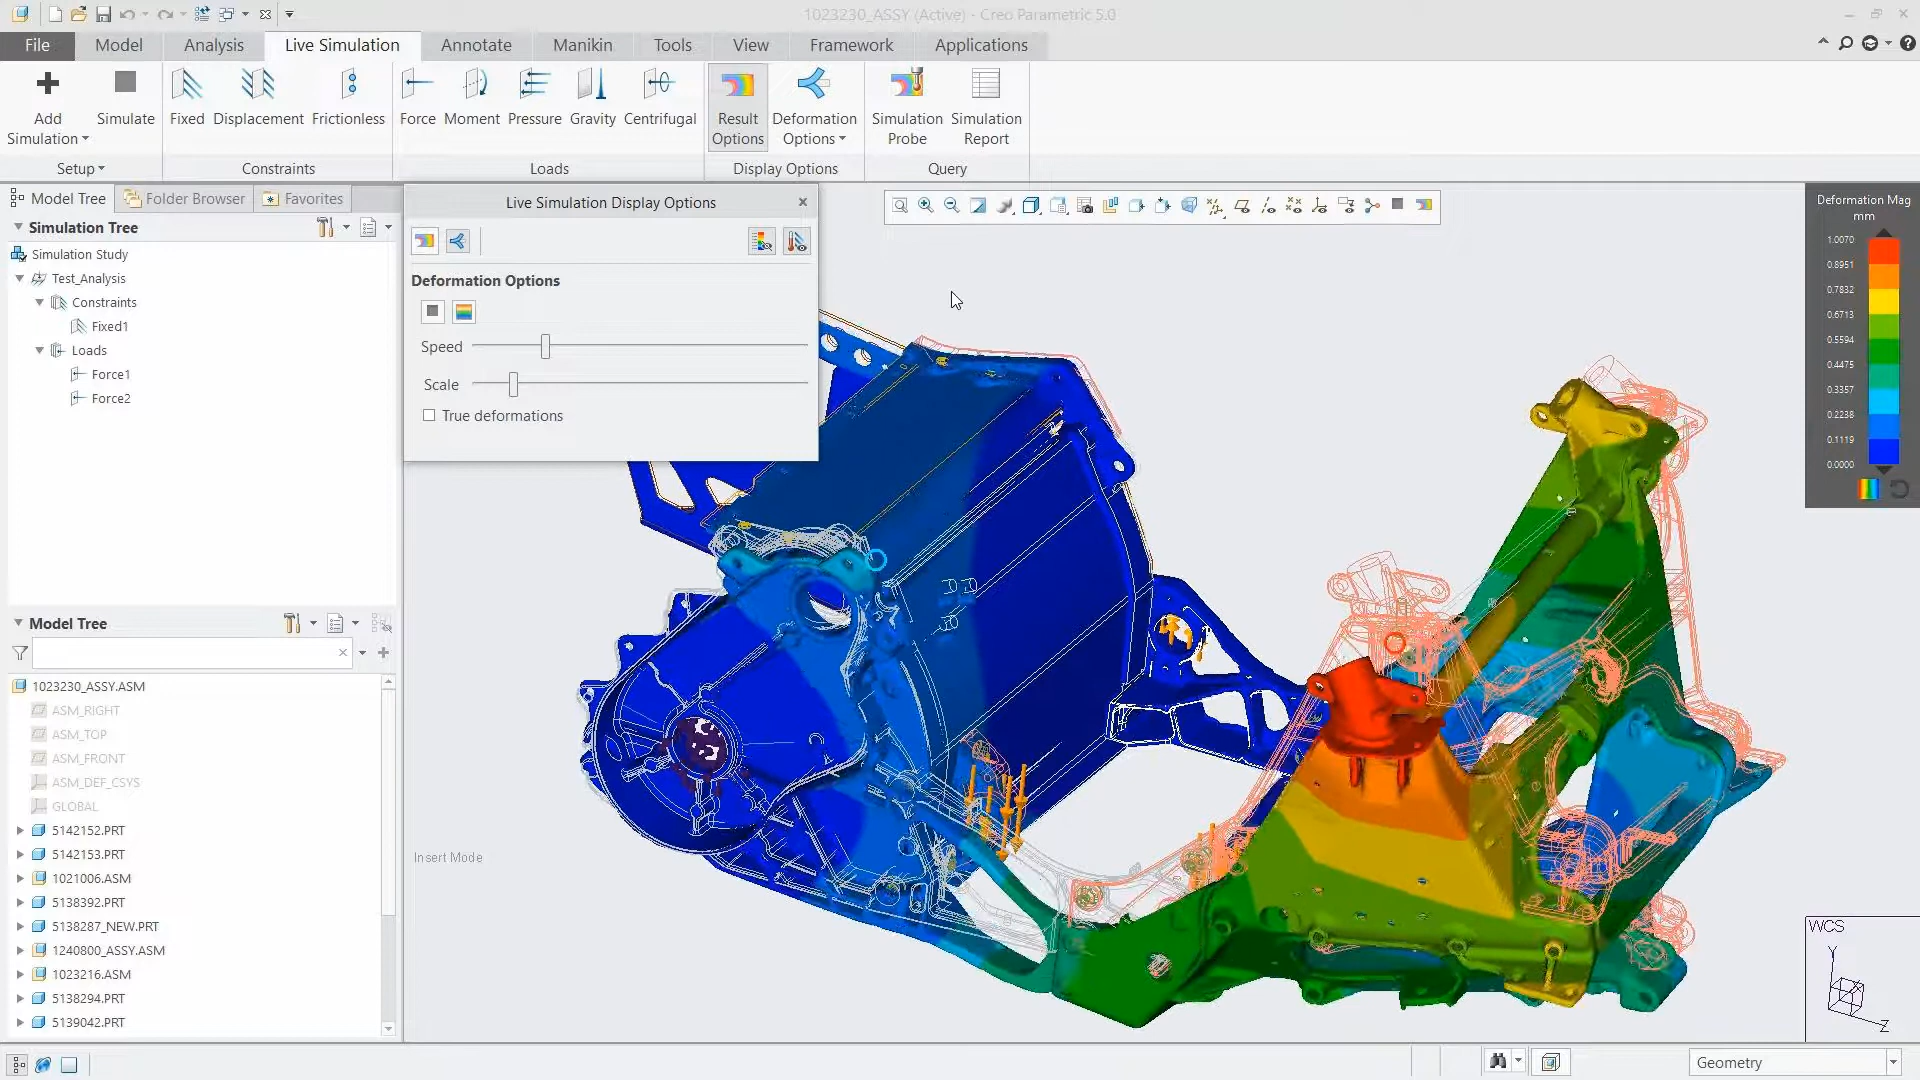 1023230_ASSY (Active) - Creo Parametric 5.0
File Model Analysis Live Simulation Annotate Manikin Tools View Framework Applications
Add Simulation Simulate Fixed Displacement Frictionless Force Moment Pressure Gravity Centrifugal Result Options Deformation Options Simulation Probe Simulation Report
Setup Constraints Loads Display Options Query
Model Tree Folder Browser Favorites
Simulation Tree
Simulation Study
Test_Analysis
Constraints
Fixed1
Loads
Force1
Force2
Live Simulation Display Options
Deformation Options
Speed
Scale
True deformations
Deformation Mag
mm
1.0070
0.8951
0.7832
0.6713
0.5594
0.4475
0.3357
0.2238
0.1119
0.0000
Model Tree
1023230_ASSY.ASM
ASM_RIGHT
ASM_TOP
ASM_FRONT
ASM_DEF_CSYS
GLOBAL
5142152.PRT
5142153.PRT
1021006.ASM
5138392.PRT
5138287_NEW.PRT
1240800_ASSY.ASM
1023216.ASM
5138294.PRT
5139042.PRT
Insert Mode
WCS
Y
X
Z
Geometry